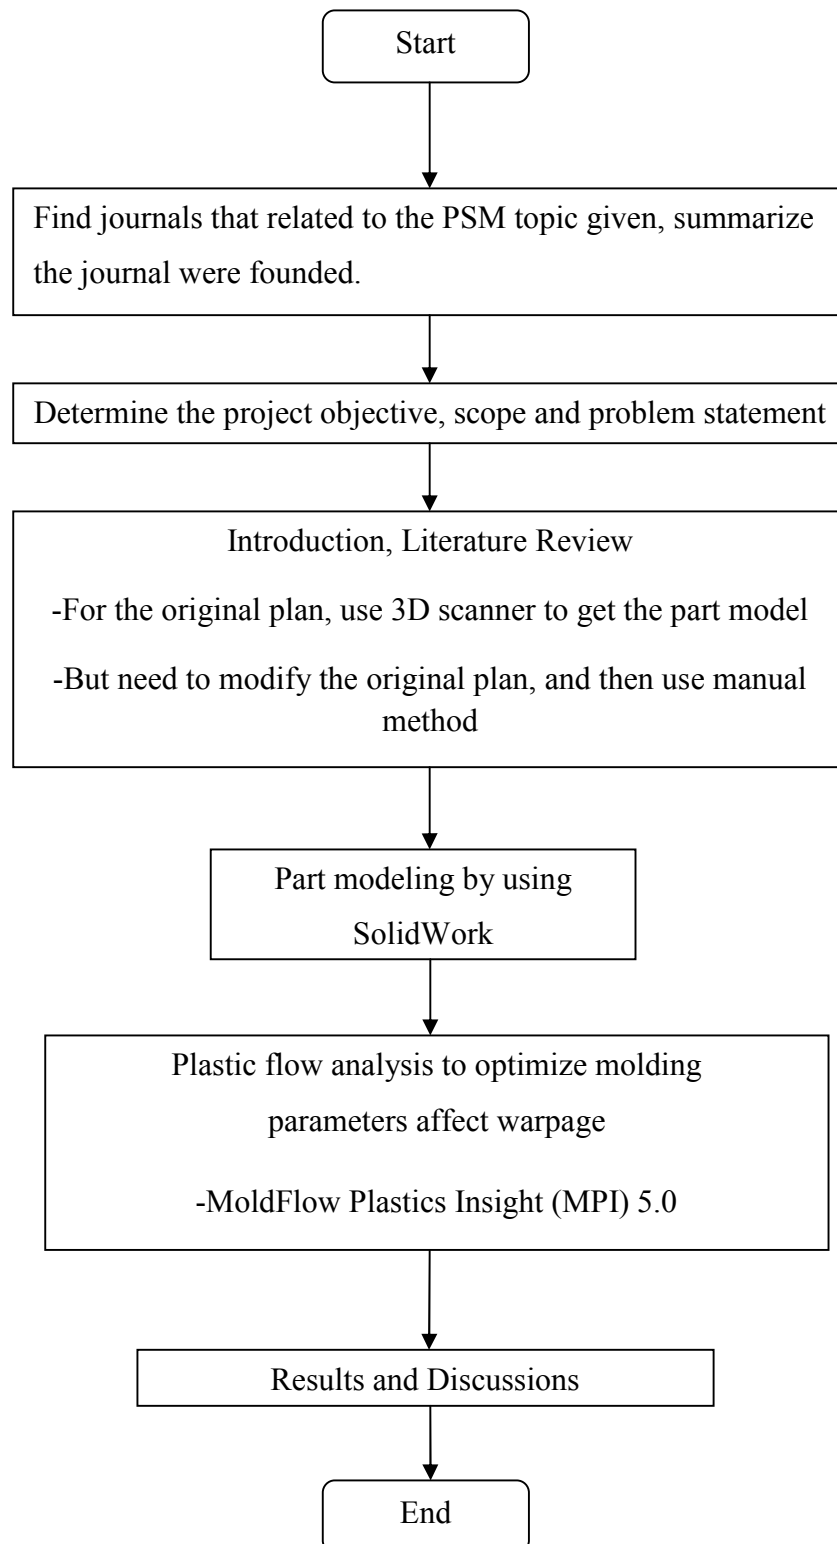 Start
Find journals that related to the PSM topic given, summarize
the journal were founded.
Determine the project objective, scope and problem statement
Introduction, Literature Review
-For the original plan, use 3D scanner to get the part model
-But need to modify the original plan, and then use manual
method
Part modeling by using
SolidWork
Plastic flow analysis to optimize molding
parameters affect warpage
-MoldFlow Plastics Insight (MPI) 5.0
Results and Discussions
End